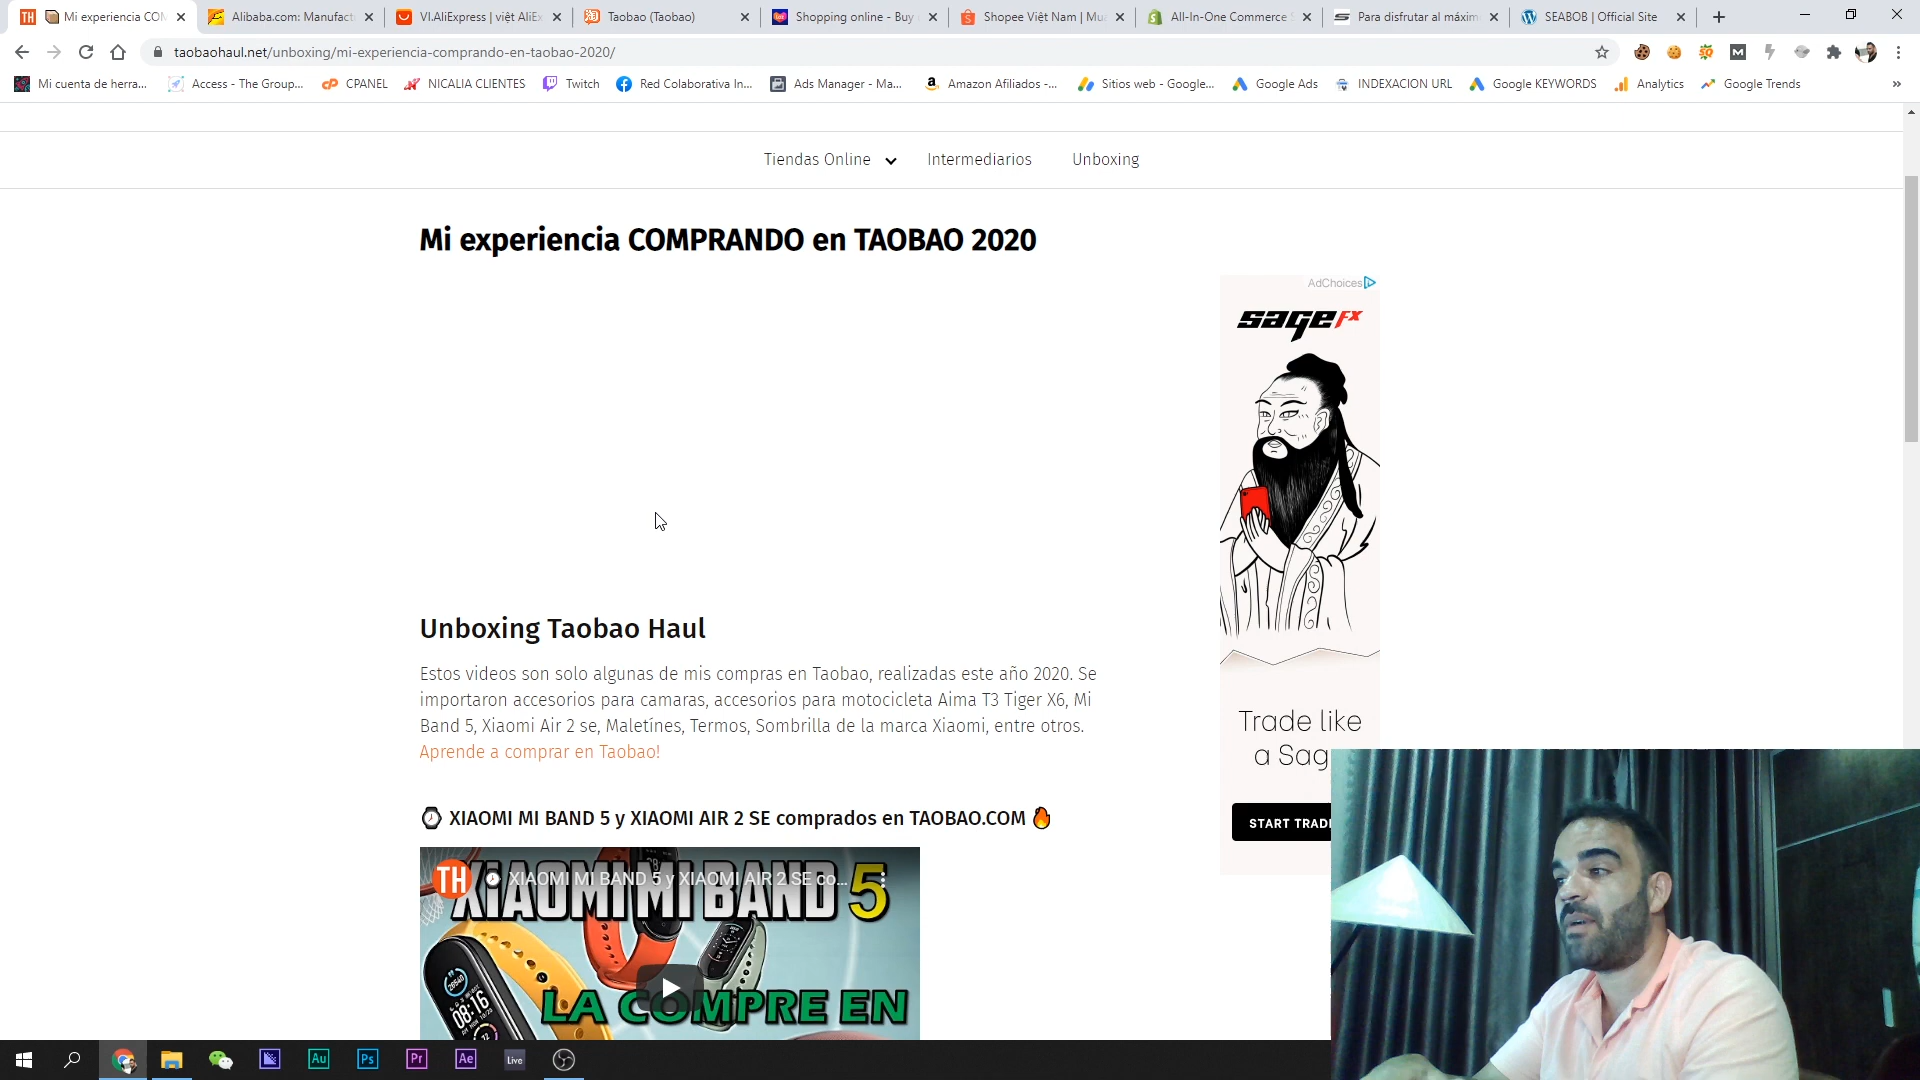 Mi experiencia CO
Alibaba.com: Manufact
VI.AliExpress | việt AliE
Taobao (Taobao)
Shopping online - Buy
Shopee Việt Nam | Mu
All-In-One Commerce
Para disfrutar al máxim
SEABOB | Official Site
taobaohaul.net/unboxing/mi-experiencia-comprando-en-taobao-2020/
Mi cuenta de herra...
Access - The Group...
CPANEL
NICALIA CLIENTES
Twitch
Red Colaborativa In...
Ads Manager - Ma...
Amazon Afiliados -...
Sitios web - Google...
Google Ads
INDEXACION URL
Google KEYWORDS
Analytics
Google Trends
»
Tiendas Online
Intermediarios
Unboxing
Mi experiencia COMPRANDO en TAOBAO 2020
AdChoices
sageFX
Unboxing Taobao Haul
Estos videos son solo algunas de mis compras en Taobao, realizadas este año 2020. Se
importaron accesorios para camaras, accesorios para motocicleta Aima T3 Tiger X6, Mi
Band 5, Xiaomi Air 2 se, Maletínes, Termos, Sombrilla de la marca Xiaomi, entre otros.
Aprende a comprar en Taobao!
Trade like
a Sag
START TRADI
XIAOMI MI BAND 5 y XIAOMI AIR 2 SE comprados en TAOBAO.COM
TH
XIAOMI MI BAND 5 y XIAOMI AIR 2 SE co...
XIAOMI MI BAND 5
08:16
LA COMPRE EN
Au
Ps
Pr
Ae
Live